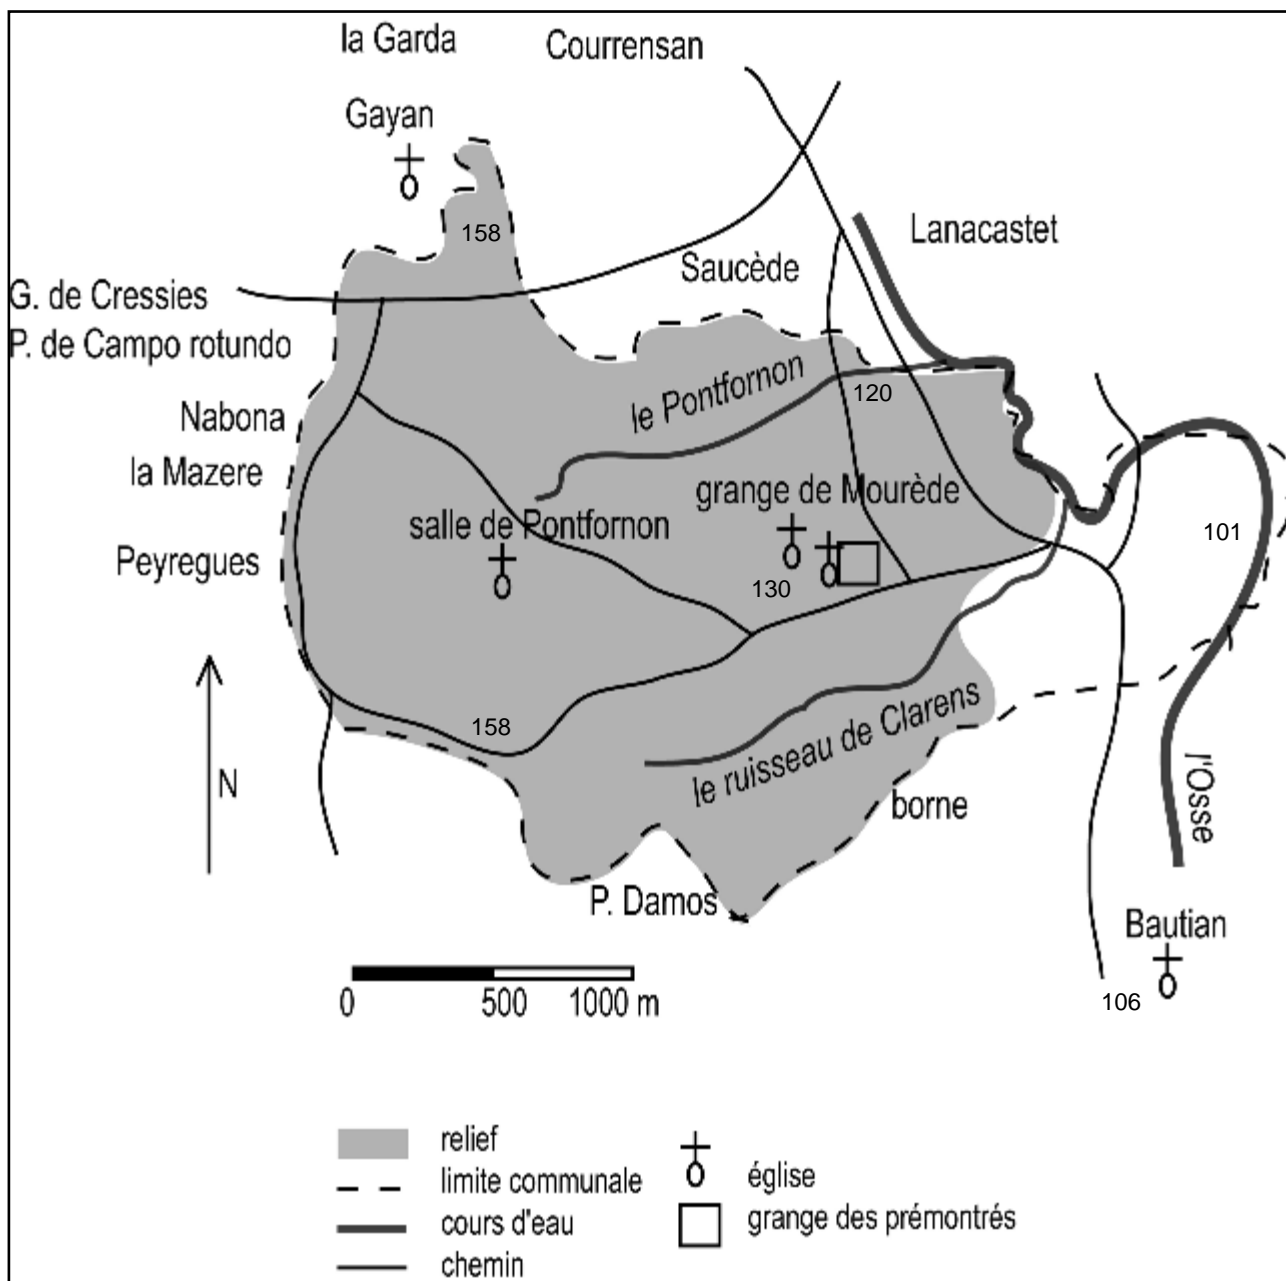 la Garda
Courrensan
Gayan
158
Lanacastet
Saucède
G. de Cressies
P. de Campo rotundo
le Pontfornon
120
Nabona
la Mazere
grange de Mourède
salle de Pontfornon
101
Peyregues
130
158
le ruisseau de Clarens
N
l'Osse
borne
P. Damos
Bautian
0 500 1000 m
106
relief
limite communale
cours d'eau
chemin
église
grange des prémontrés